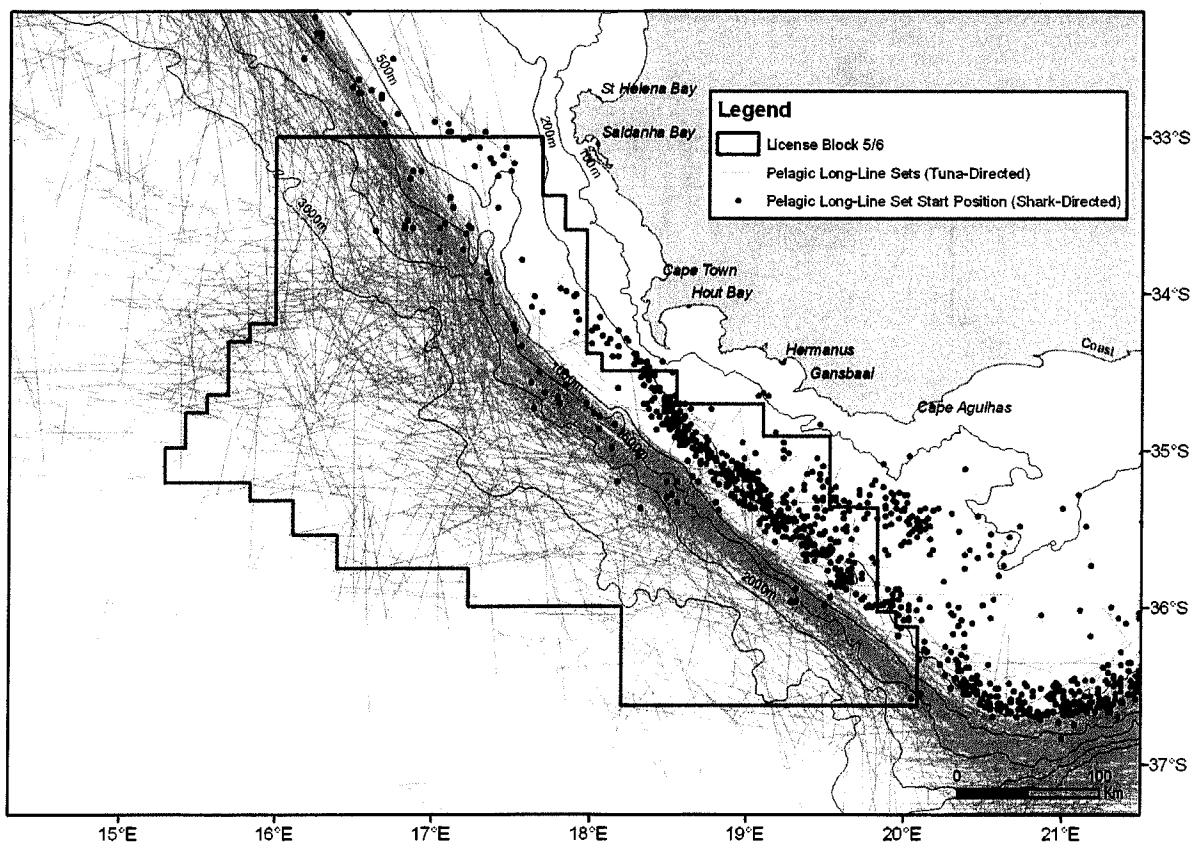 500m
St Helena Bay
200m
Saldanha Bay
100m
Legend
License Block 5/6
Pelagic Long-Line Sets (Tuna-Directed)
Pelagic Long-Line Set Start Position (Shark-Directed)
33°S
3000m
Cape Town
Hout Bay
34°S
Hermanus
Gansbaai
Coast
Cape Agulhas
1000m
35°S
2000m
36°S
37°S
0
100
Km
15°E
16°E
17°E
18°E
19°E
20°E
21°E